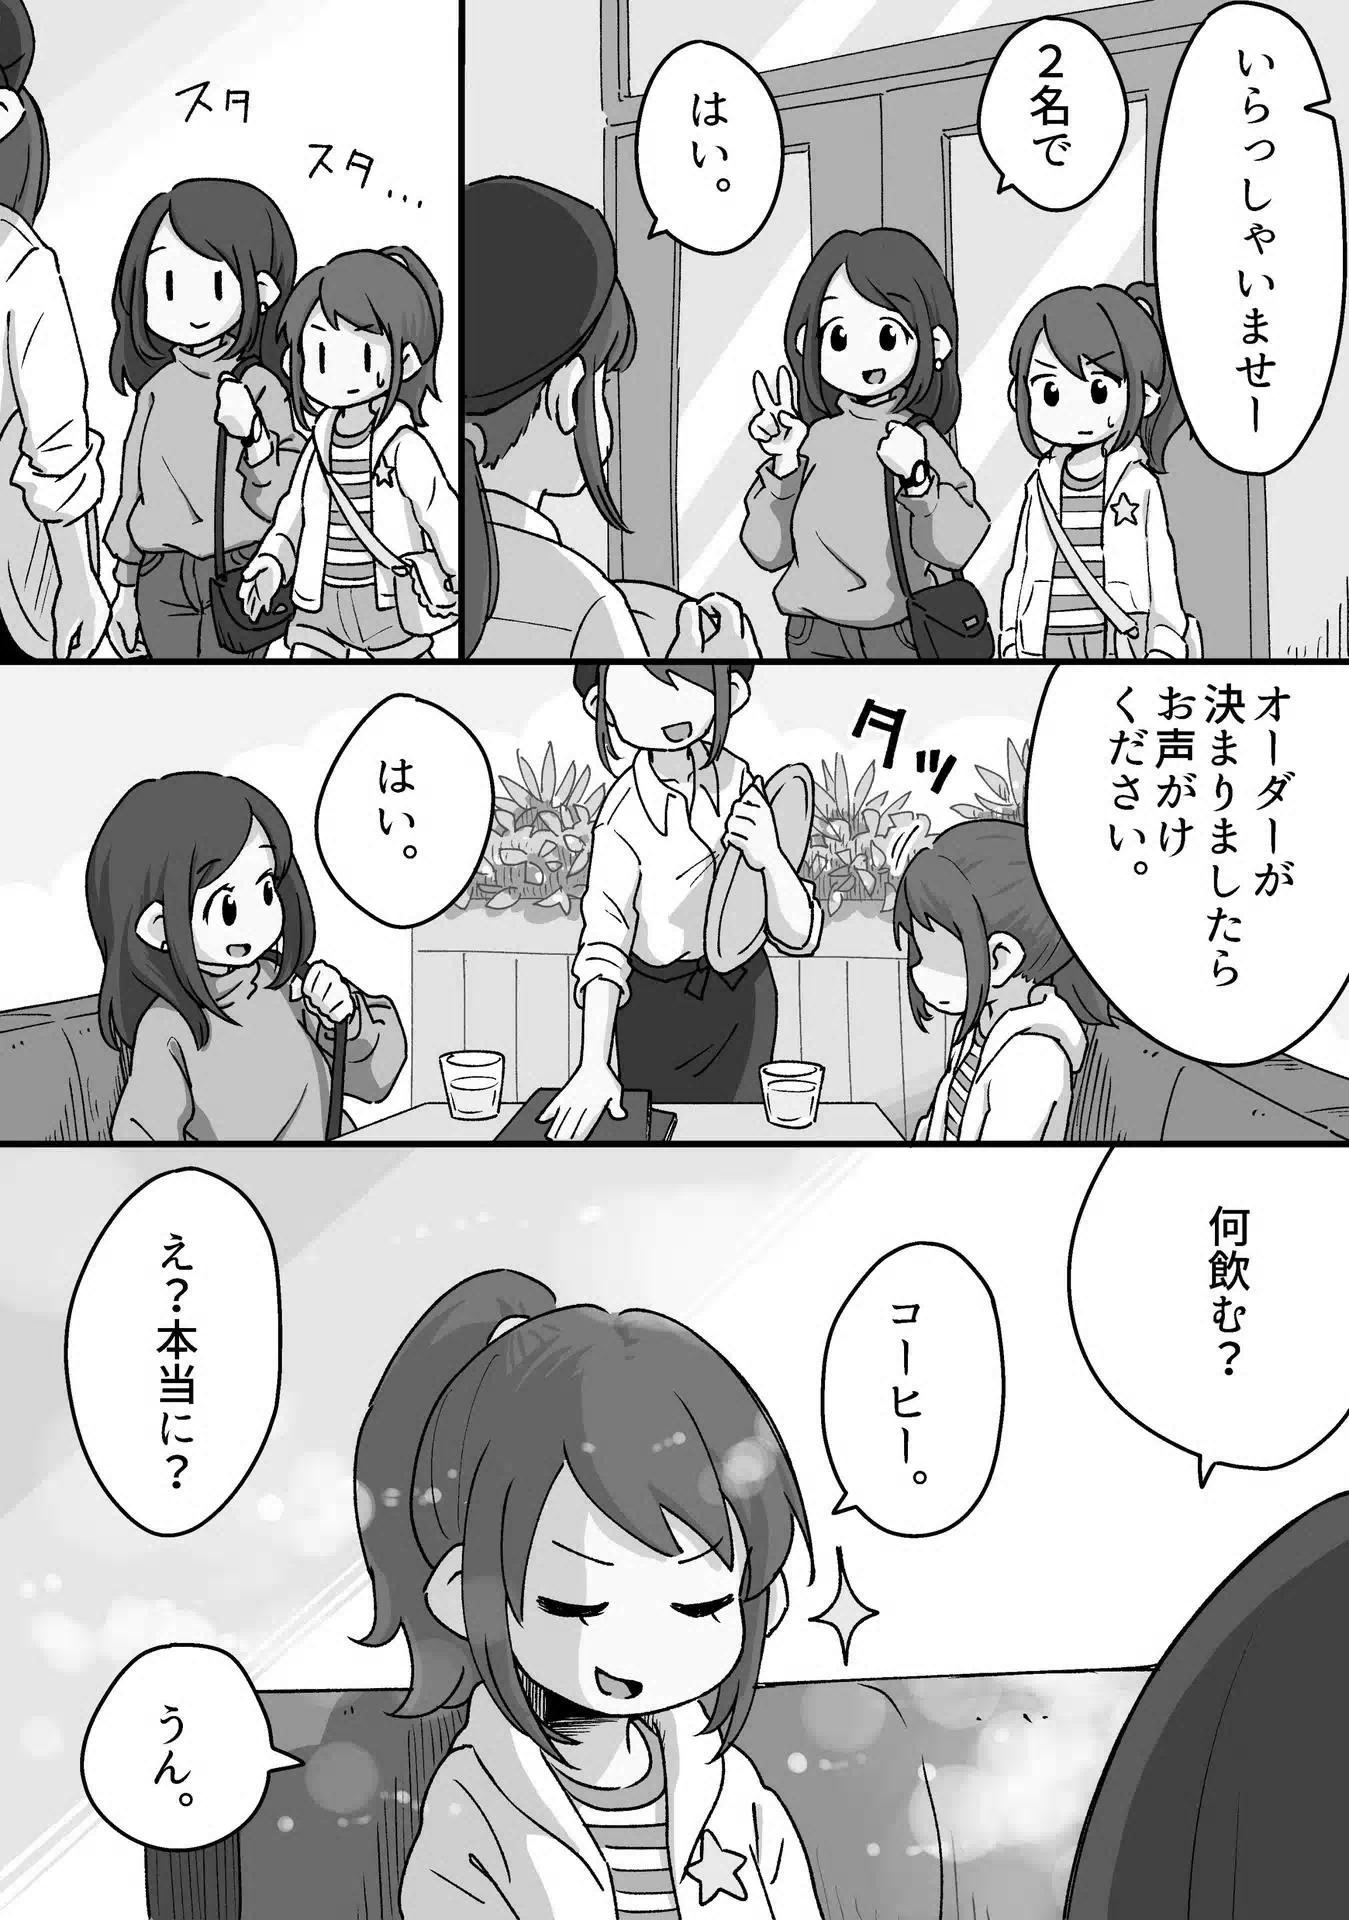 いらっしゃいませー
2名で
はい。
スタ
スタ…
オーダーが
決まりましたら
お声がけ
ください。
タッ
はい。
何飲む？
コーヒー。
え？本当に？
うん。